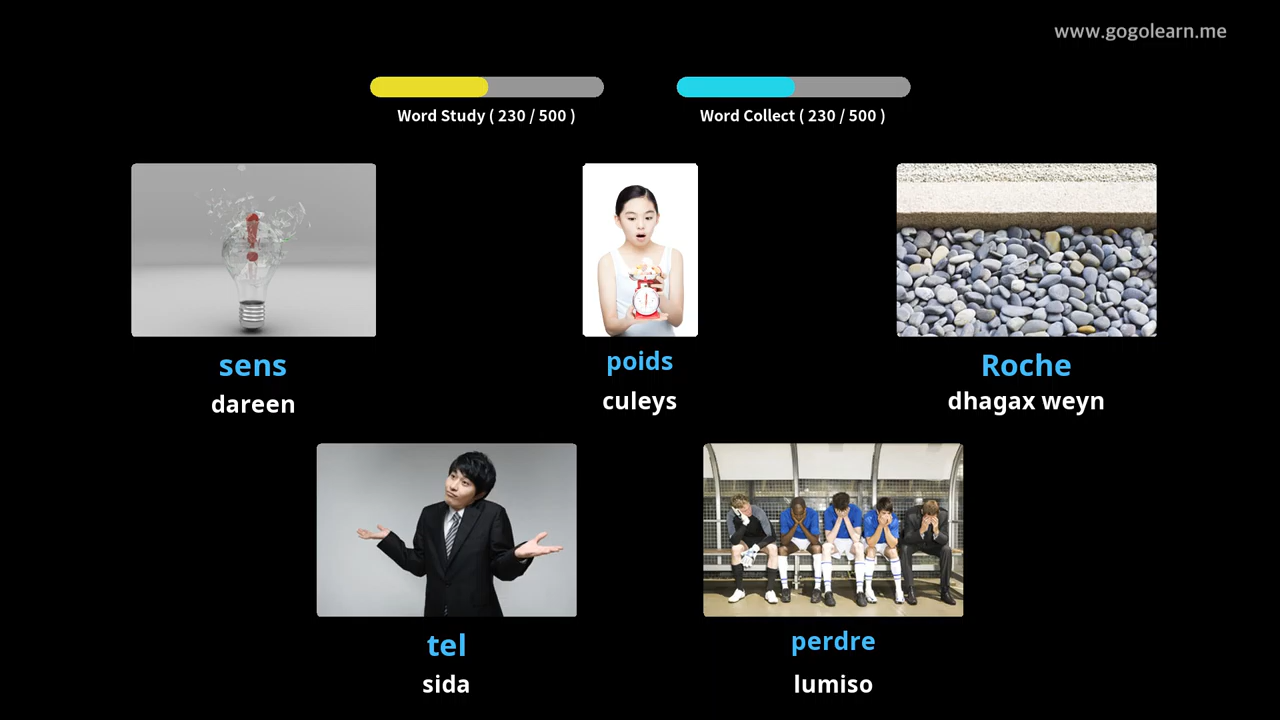 www.gogolearn.me
Word Study ( 230 / 500 )
Word Collect ( 230 / 500 )
sens
dareen
poids
culeys
Roche
dhagax weyn
tel
sida
perdre
lumiso